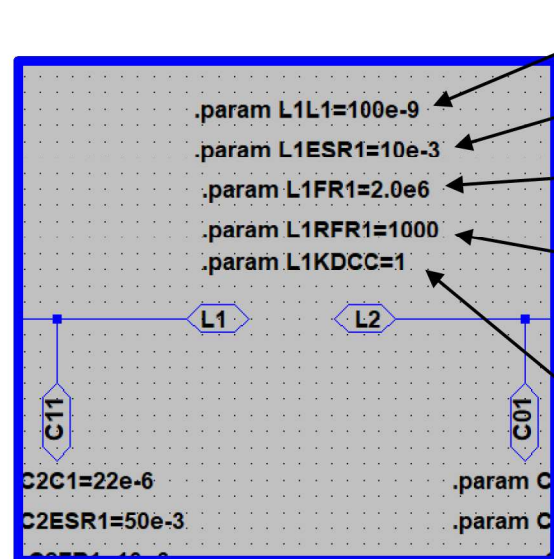 .param L1L1=100e-9
.param L1ESR1=10e-3
.param L1FR1=2.0e6
.param L1RFR1=1000
.param L1KDCC=1
L1 L2
C11 C01
C2C1=22e-6 .param C
C2ESR1=50e-3 .param C